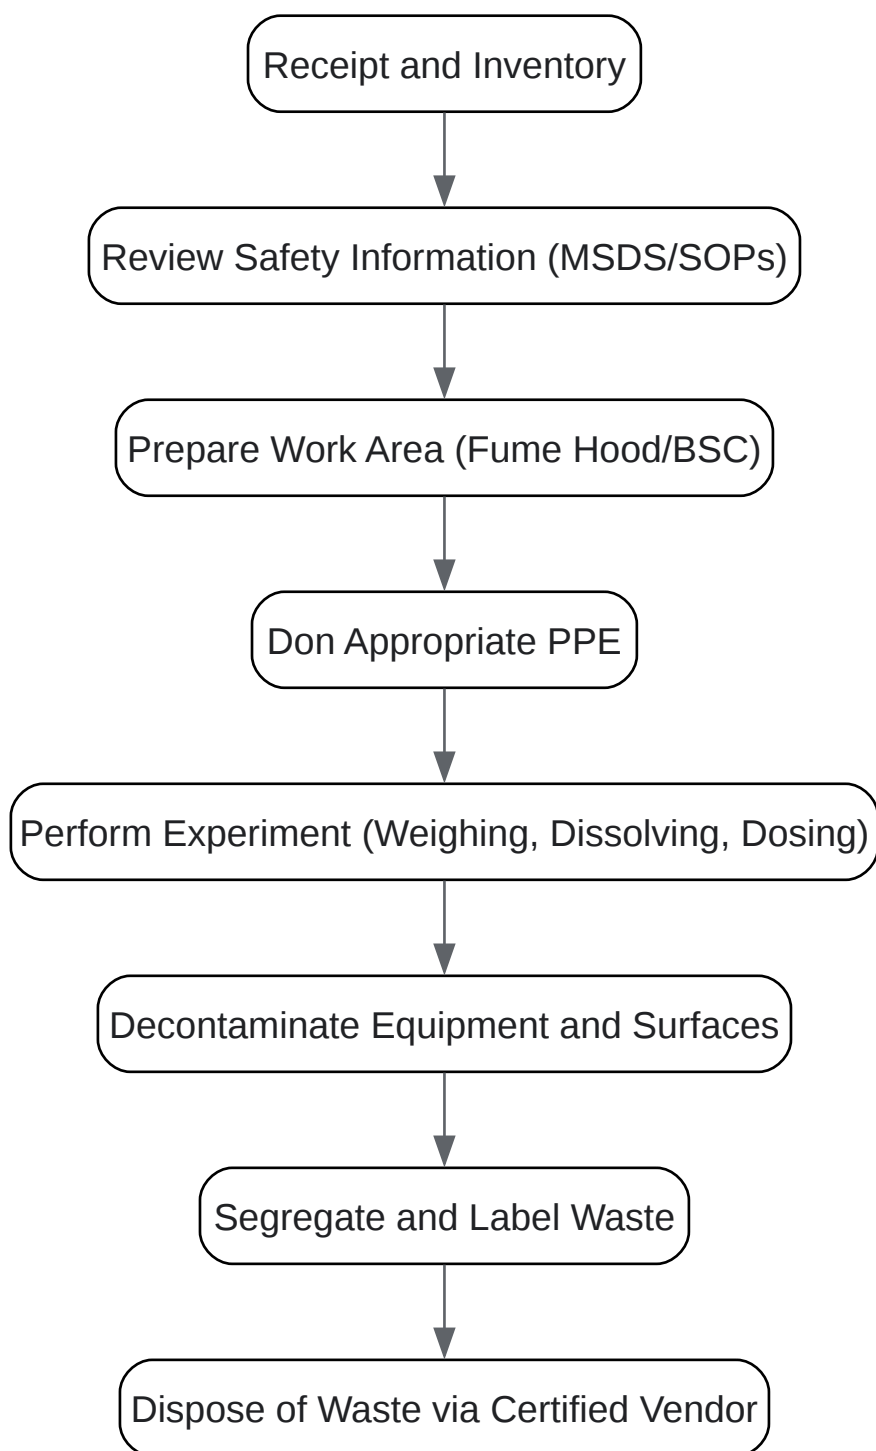 Receipt and Inventory
Review Safety Information (MSDS/SOPs)
Prepare Work Area (Fume Hood/BSC)
Don Appropriate PPE
Perform Experiment (Weighing, Dissolving, Dosing)
Decontaminate Equipment and Surfaces
Segregate and Label Waste
Dispose of Waste via Certified Vendor